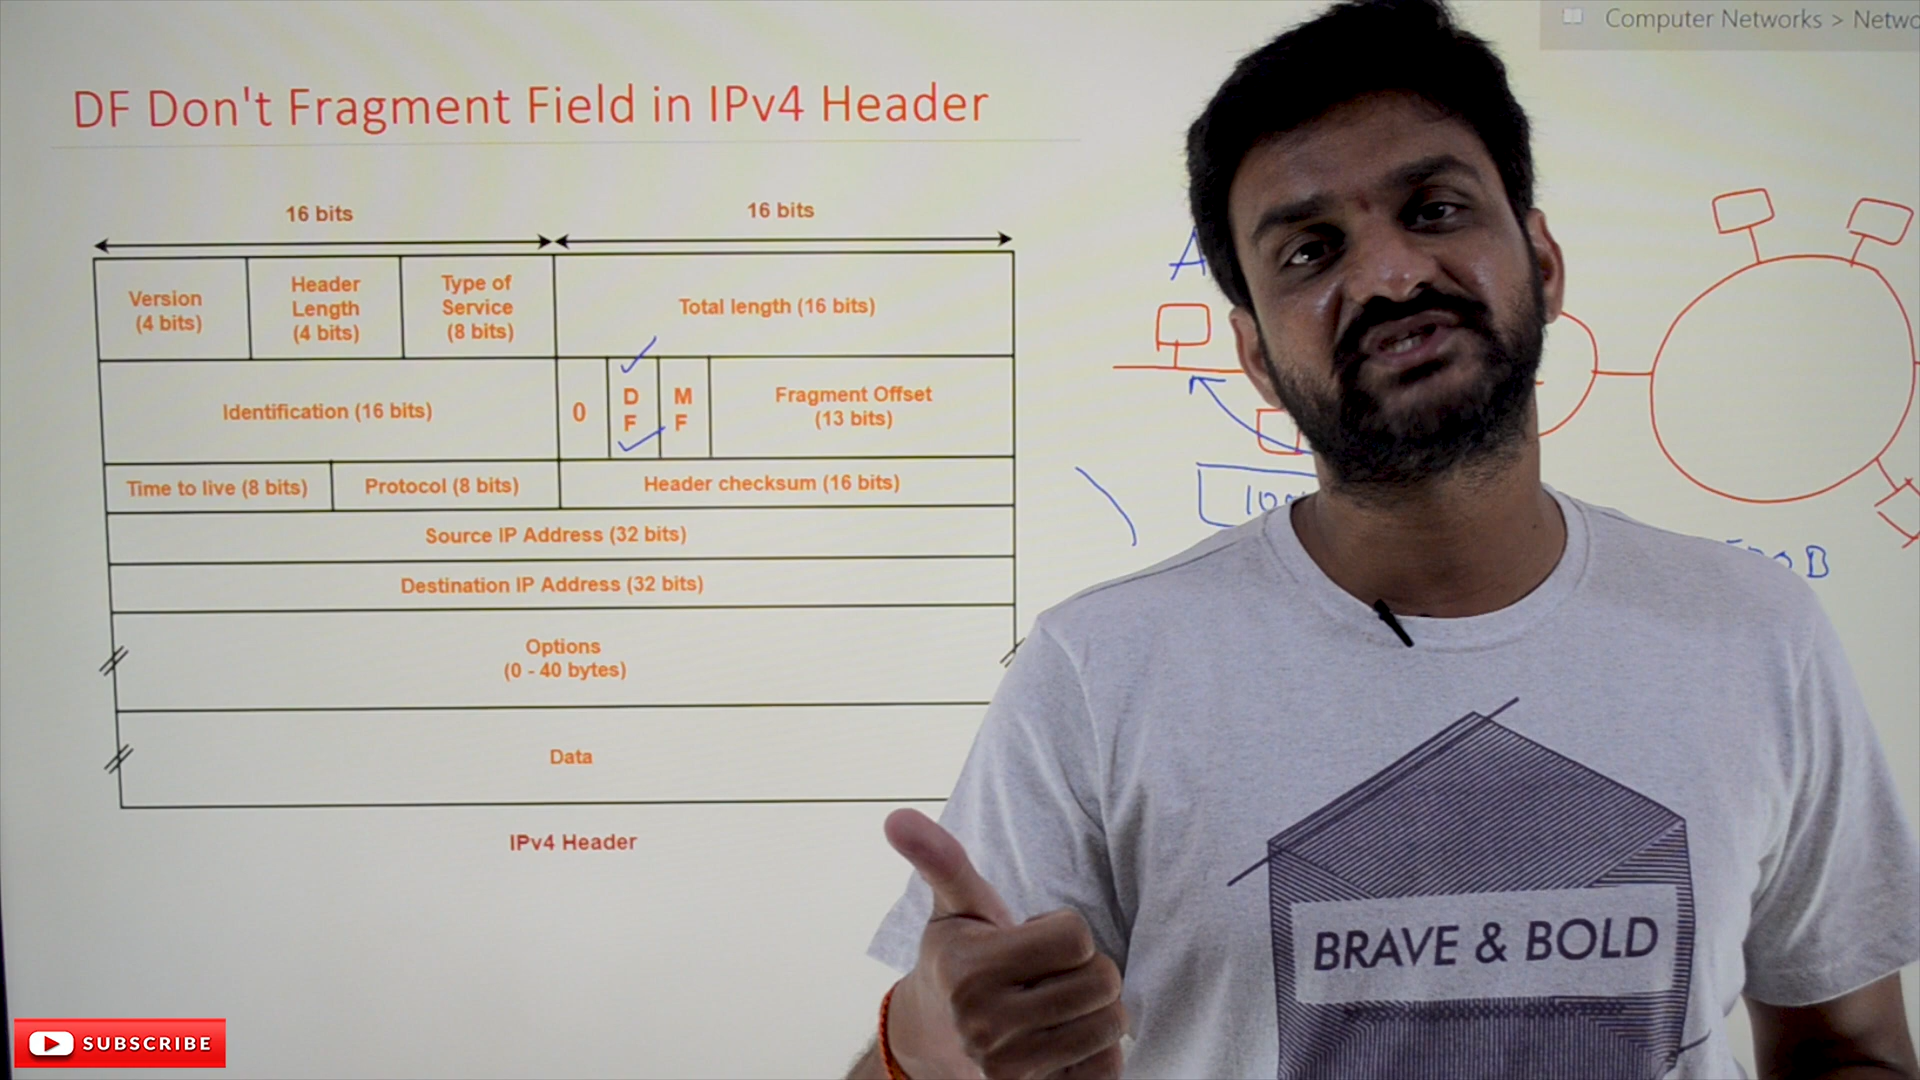 Computer Networks >
DF Don't Fragment Field in IPv4 Header
16 bits
16 bits
Version
(4 bits)
Header
Length
(4 bits)
Type of
Service
(8 bits)
Total length (16 bits)
Identification (16 bits)
0
D
F
M
F
Fragment Offset
(13 bits)
Time to live (8 bits)
Protocol (8 bits)
Header checksum (16 bits)
Source IP Address (32 bits)
Destination IP Address (32 bits)
Options
(0 - 40 bytes)
Data
IPv4 Header
A
B
BRAVE & BOLD
SUBSCRIBE